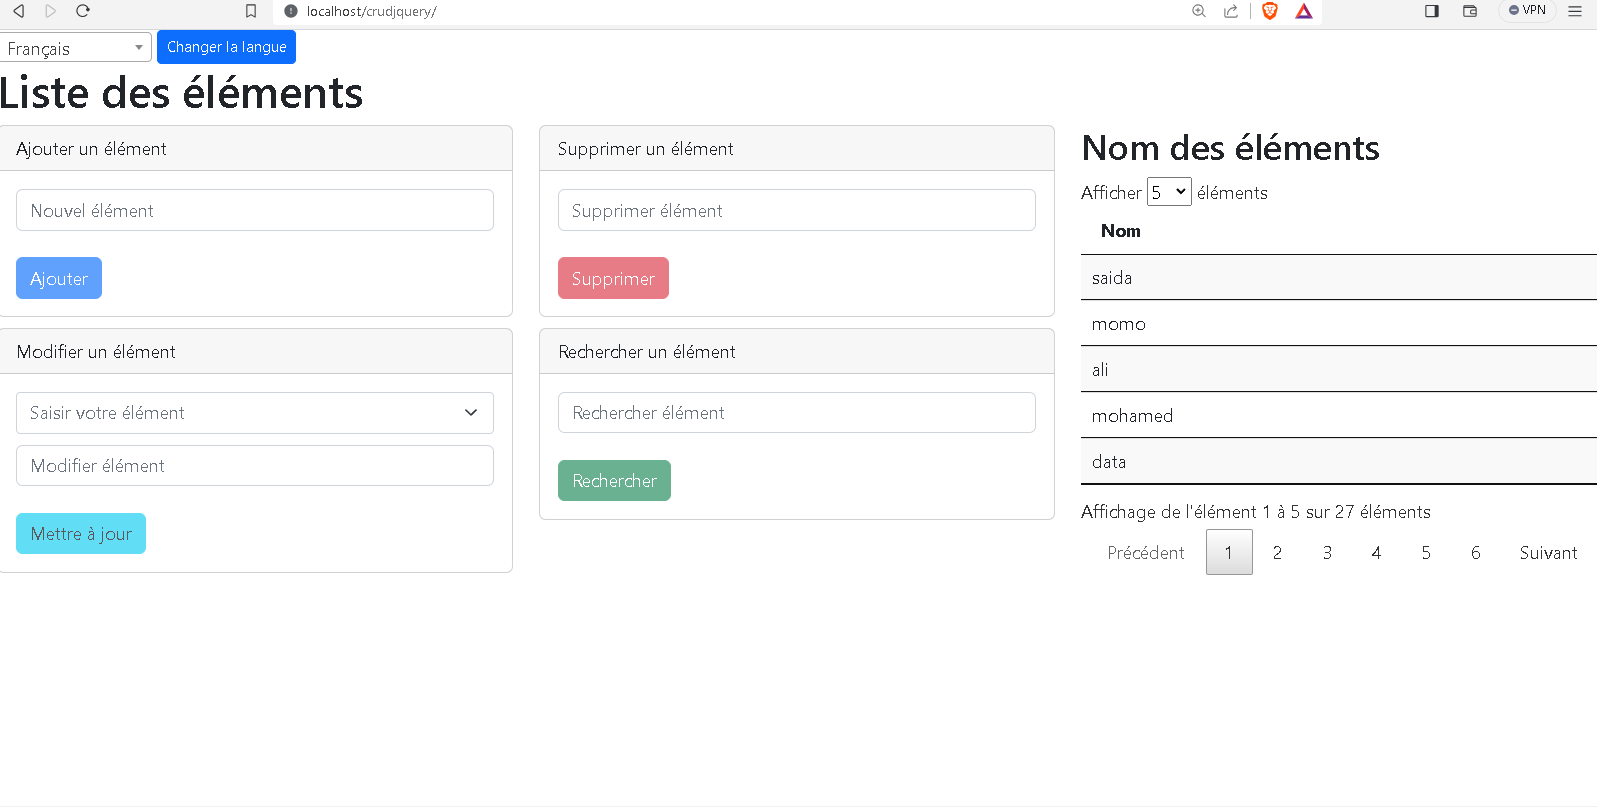 localhost/crudjquery/
VPN
Français
Changer la langue
Liste des éléments
Ajouter un élément
Nouvel élément
Ajouter
Supprimer un élément
Supprimer élément
Supprimer
Modifier un élément
Saisir votre élément
Modifier élément
Mettre à jour
Rechercher un élément
Rechercher élément
Rechercher
Nom des éléments
Afficher 5 éléments
Nom
saida
momo
ali
mohamed
data
Affichage de l'élément 1 à 5 sur 27 éléments
Précédent 1 2 3 4 5 6 Suivant